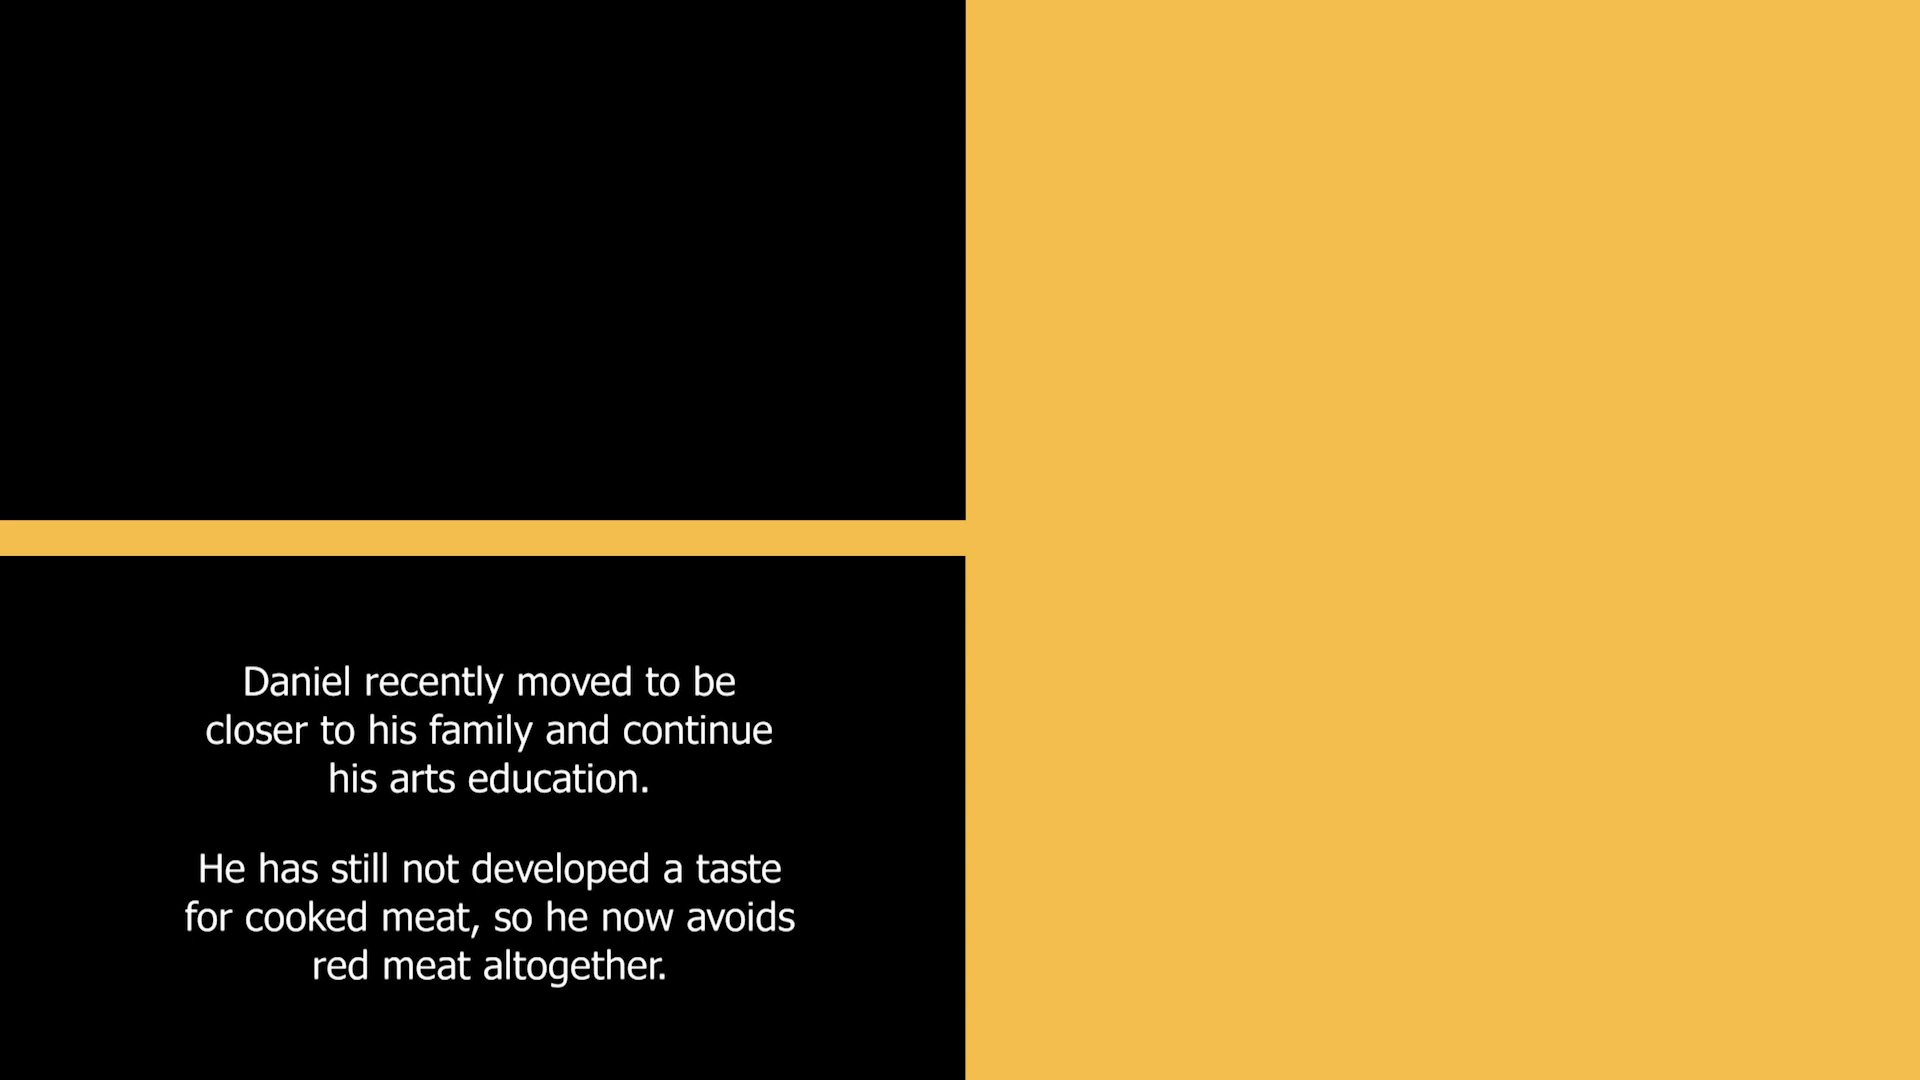 Daniel recently moved to be
closer to his family and continue
his arts education.
He has still not developed a taste
for cooked meat, so he now avoids
red meat altogether.